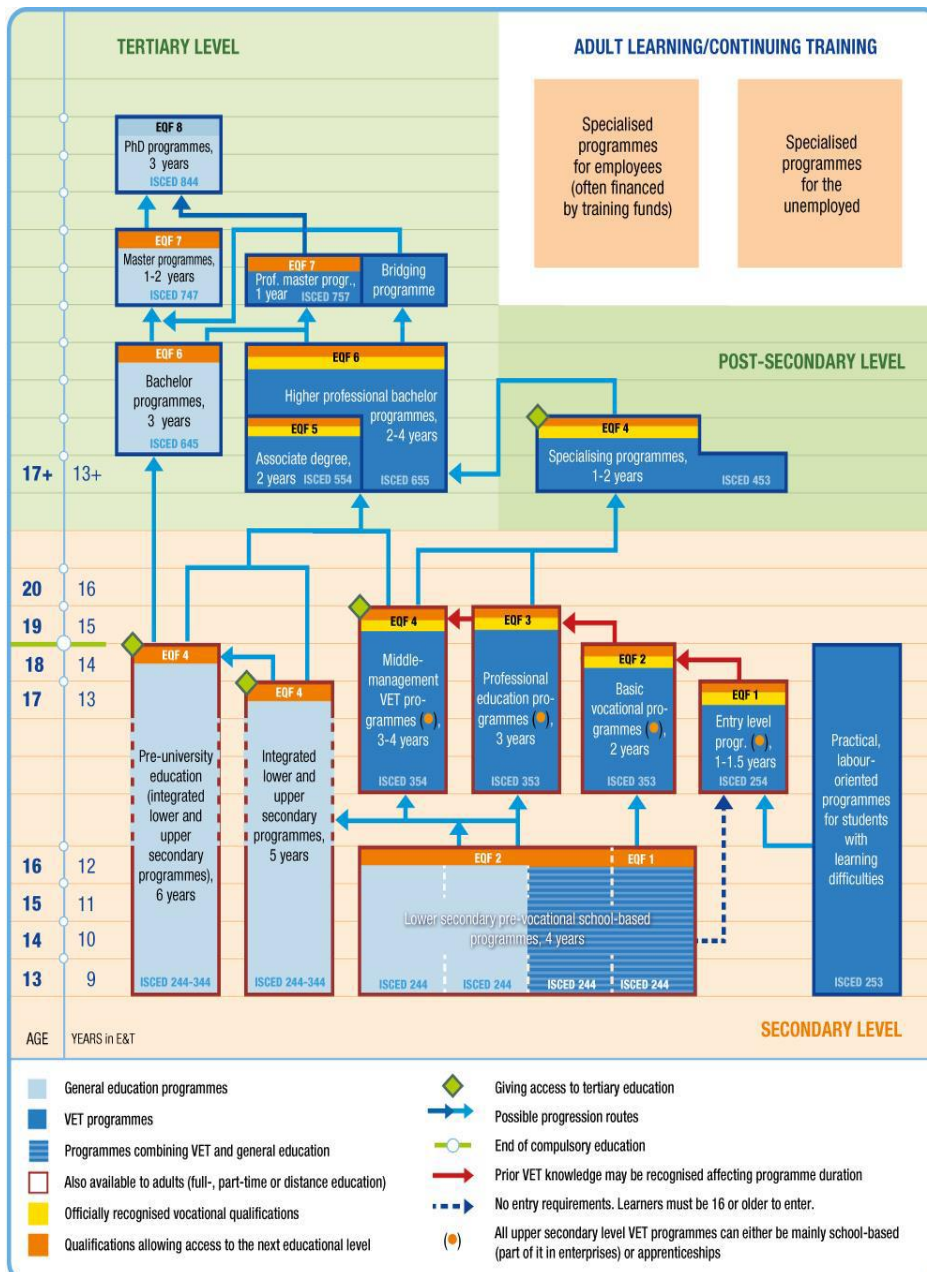 TERTIARY LEVEL
ADULT LEARNING/CONTINUING TRAINING
Specialised
programmes
for employees
(often financed
by training funds)
Specialised
programmes
for the
unemployed
EQF 8
PhD programmes,
3 years
ISCED 844
EQF 7
Master programmes,
1-2 years
ISCED 747
EQF 7
Prof. master progr.,
1 year ISCED 757
Bridging
programme
POST-SECONDARY LEVEL
EQF 6
Bachelor
programmes,
3 years
ISCED 645
EQF 6
Higher professional bachelor
programmes,
2-4 years
ISCED 655
EQF 5
Associate degree,
2 years ISCED 554
EQF 4
Specialising programmes,
1-2 years
ISCED 453
17+ 13+
20 16
19 15
18 14
17 13
16 12
15 11
14 10
13 9
AGE YEARS in E&T
EQF 4
Pre-university
education
(integrated
lower and
upper
secondary
programmes),
6 years
ISCED 244-344
EQF 4
Integrated
lower and
upper
secondary
programmes,
5 years
ISCED 244-344
EQF 4
Middle-
management
VET pro-
grammes ( ),
3-4 years
ISCED 354
EQF 3
Professional
education pro-
grammes ( ),
3 years
ISCED 353
EQF 2
Basic
vocational pro-
grammes ( ),
2 years
ISCED 353
EQF 1
Entry level
progr. ( ),
1-1.5 years
ISCED 254
Practical,
labour-
oriented
programmes
for students
with
learning
difficulties
ISCED 253
EQF 2 EQF 1
Lower secondary pre-vocational school-based
programmes, 4 years
ISCED 244 ISCED 244 ISCED 244 ISCED 244
SECONDARY LEVEL
General education programmes
VET programmes
Programmes combining VET and general education
Also available to adults (full-, part-time or distance education)
Officially recognised vocational qualifications
Qualifications allowing access to the next educational level
Giving access to tertiary education
Possible progression routes
End of compulsory education
Prior VET knowledge may be recognised affecting programme duration
No entry requirements. Learners must be 16 or older to enter.
( ) All upper secondary level VET programmes can either be mainly school-based
(part of it in enterprises) or apprenticeships